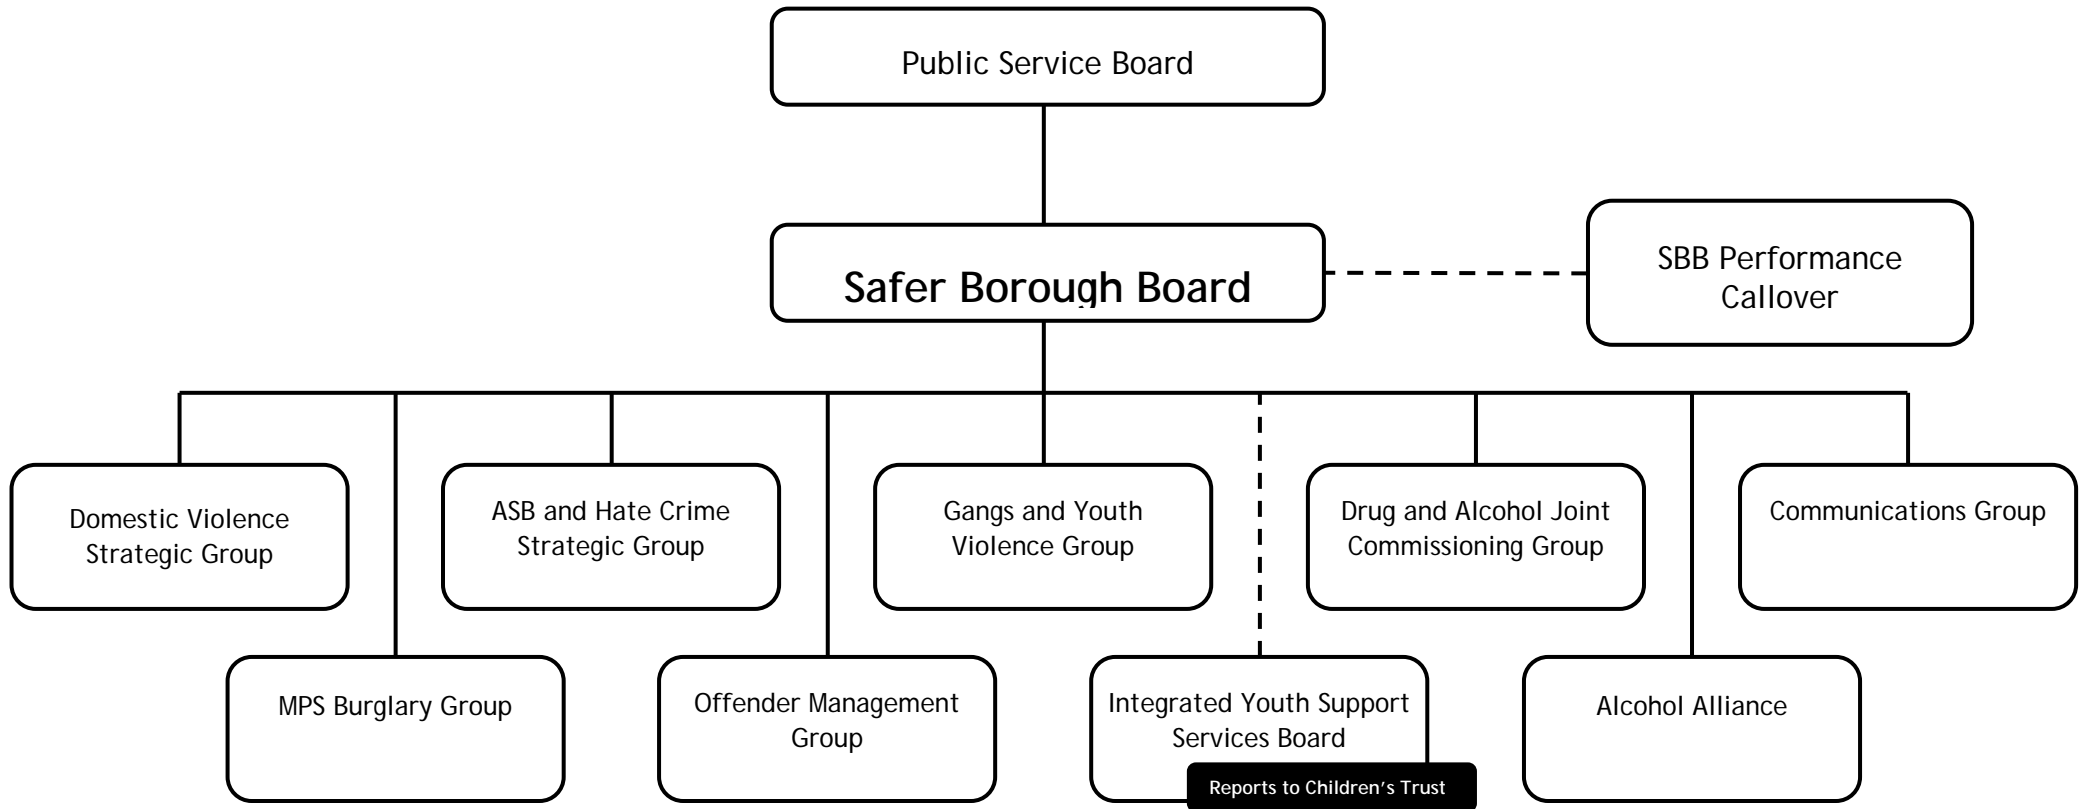 Public Service Board
Safer Borough Board
SBB Performance
Callover
Domestic Violence
Strategic Group
ASB and Hate Crime
Strategic Group
Gangs and Youth
Violence Group
Drug and Alcohol Joint
Commissioning Group
Communications Group
MPS Burglary Group
Offender Management
Group
Integrated Youth Support
Services Board
Alcohol Alliance
Reports to Children's Trust